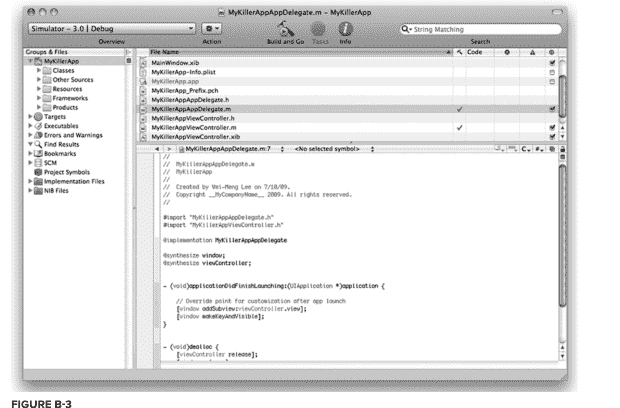 MyKillerAppAppDelegate.m – MyKillerApp
Simulator – 3.0 | Debug
String Matching
Overview
Action
Build and Go
Tasks
Info
Search
Groups & Files
MyKillerApp
Classes
Other Sources
Resources
Frameworks
Products
Targets
Executables
Errors and Warnings
Find Results
Bookmarks
SCM
Project Symbols
Implementation Files
NIB Files
File Name
Code
MainWindow.xib
MyKillerApp-Info.plist
MyKillerApp.app
MyKillerApp_Prefix.pch
MyKillerAppAppDelegate.h
MyKillerAppAppDelegate.m
MyKillerAppViewController.h
MyKillerAppViewController.m
MyKillerAppViewController.xib
MyKillerAppAppDelegate.m:7
<No selected symbol>
//
// MyKillerAppAppDelegate.m
// MyKillerApp
//
// Created by Wei-Meng Lee on 7/10/09.
// Copyright __MyCompanyName__ 2009. All rights reserved.
//
#import "MyKillerAppAppDelegate.h"
#import "MyKillerAppViewController.h"
@implementation MyKillerAppAppDelegate
@synthesize window;
@synthesize viewController;
- (void)applicationDidFinishLaunching:(UIApplication *)application {
// Override point for customization after app launch
[window addSubview:viewController.view];
[window makeKeyAndVisible];
}
- (void)dealloc {
[viewController release];
FIGURE B-3